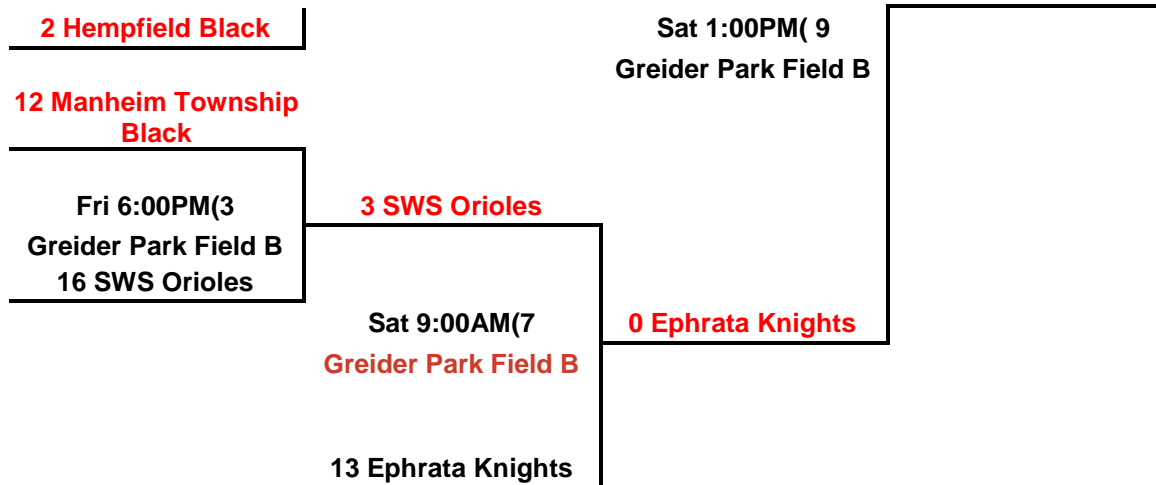 2 Hempfield Black
Sat 1:00PM( 9
Greider Park Field B
12 Manheim Township
Black
Fri 6:00PM(3
Greider Park Field B
16 SWS Orioles
3 SWS Orioles
Sat 9:00AM(7
Greider Park Field B
0 Ephrata Knights
13 Ephrata Knights